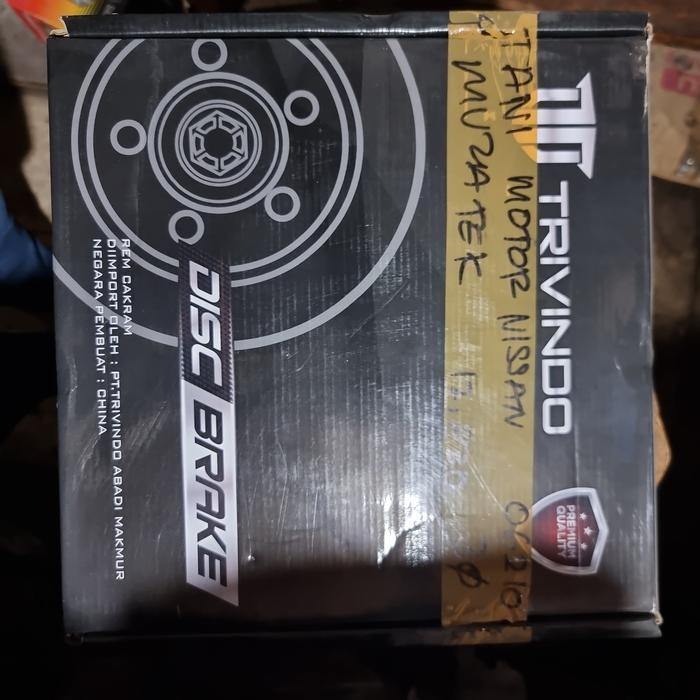 TRIVINDO
PREMIUM
QUALITY
TANI MOTOR NISSAN
MUZATEK
DISC BRAKE
REM CAKRAM
DIIMPORT OLEH : PT.TRIVINDO ABADI MAKMUR
NEGARA PEMBUAT : CHINA